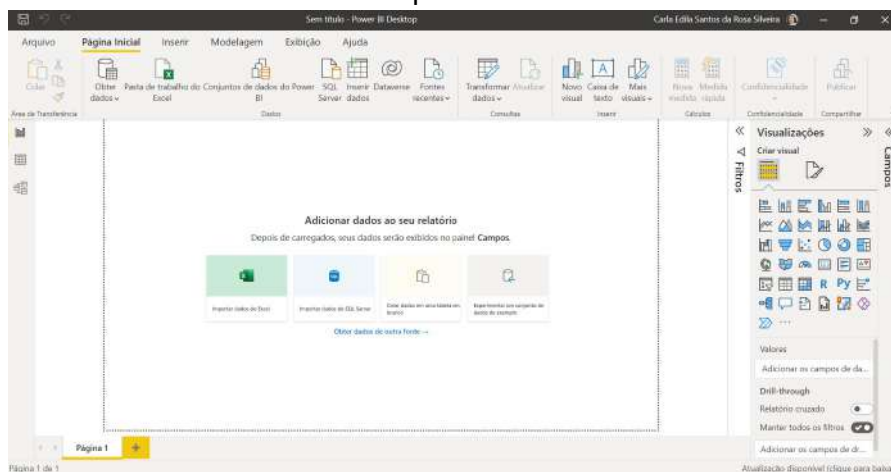 Sem título - Power BI Desktop
Carla Edília Santos da Rosa Silveira
Arquivo Página Inicial Inserir Modelagem Exibição Ajuda
Colar
Obter dados
Pasta de trabalho do Excel
Conjuntos de dados do Power BI
SQL Server
Inserir dados
Dataverse
Fontes recentes
Transformar dados
Atualizar
Novo visual
Caixa de texto
Mais visuais
Nova medida
Medida rápida
Confidencialidade
Publicar
Área de Transferência
Dados
Consultas
Inserir
Cálculos
Confidencialidade
Compartilhar
Filtros
Visualizações
Criar visual
Campos
Adicionar dados ao seu relatório
Depois de carregados, seus dados serão exibidos no painel Campos.
Importar dados do Excel
Importar dados do SQL Server
Colar dados em uma tabela em branco
Experimentar um conjunto de dados de exemplo
Obter dados de outra fonte →
R Py
Valores
Adicionar os campos de da...
Drill-through
Relatório cruzado
Manter todos os filtros
Adicionar os campos de dr...
Página 1
Página 1 de 1
Atualização disponível (clique para baixa